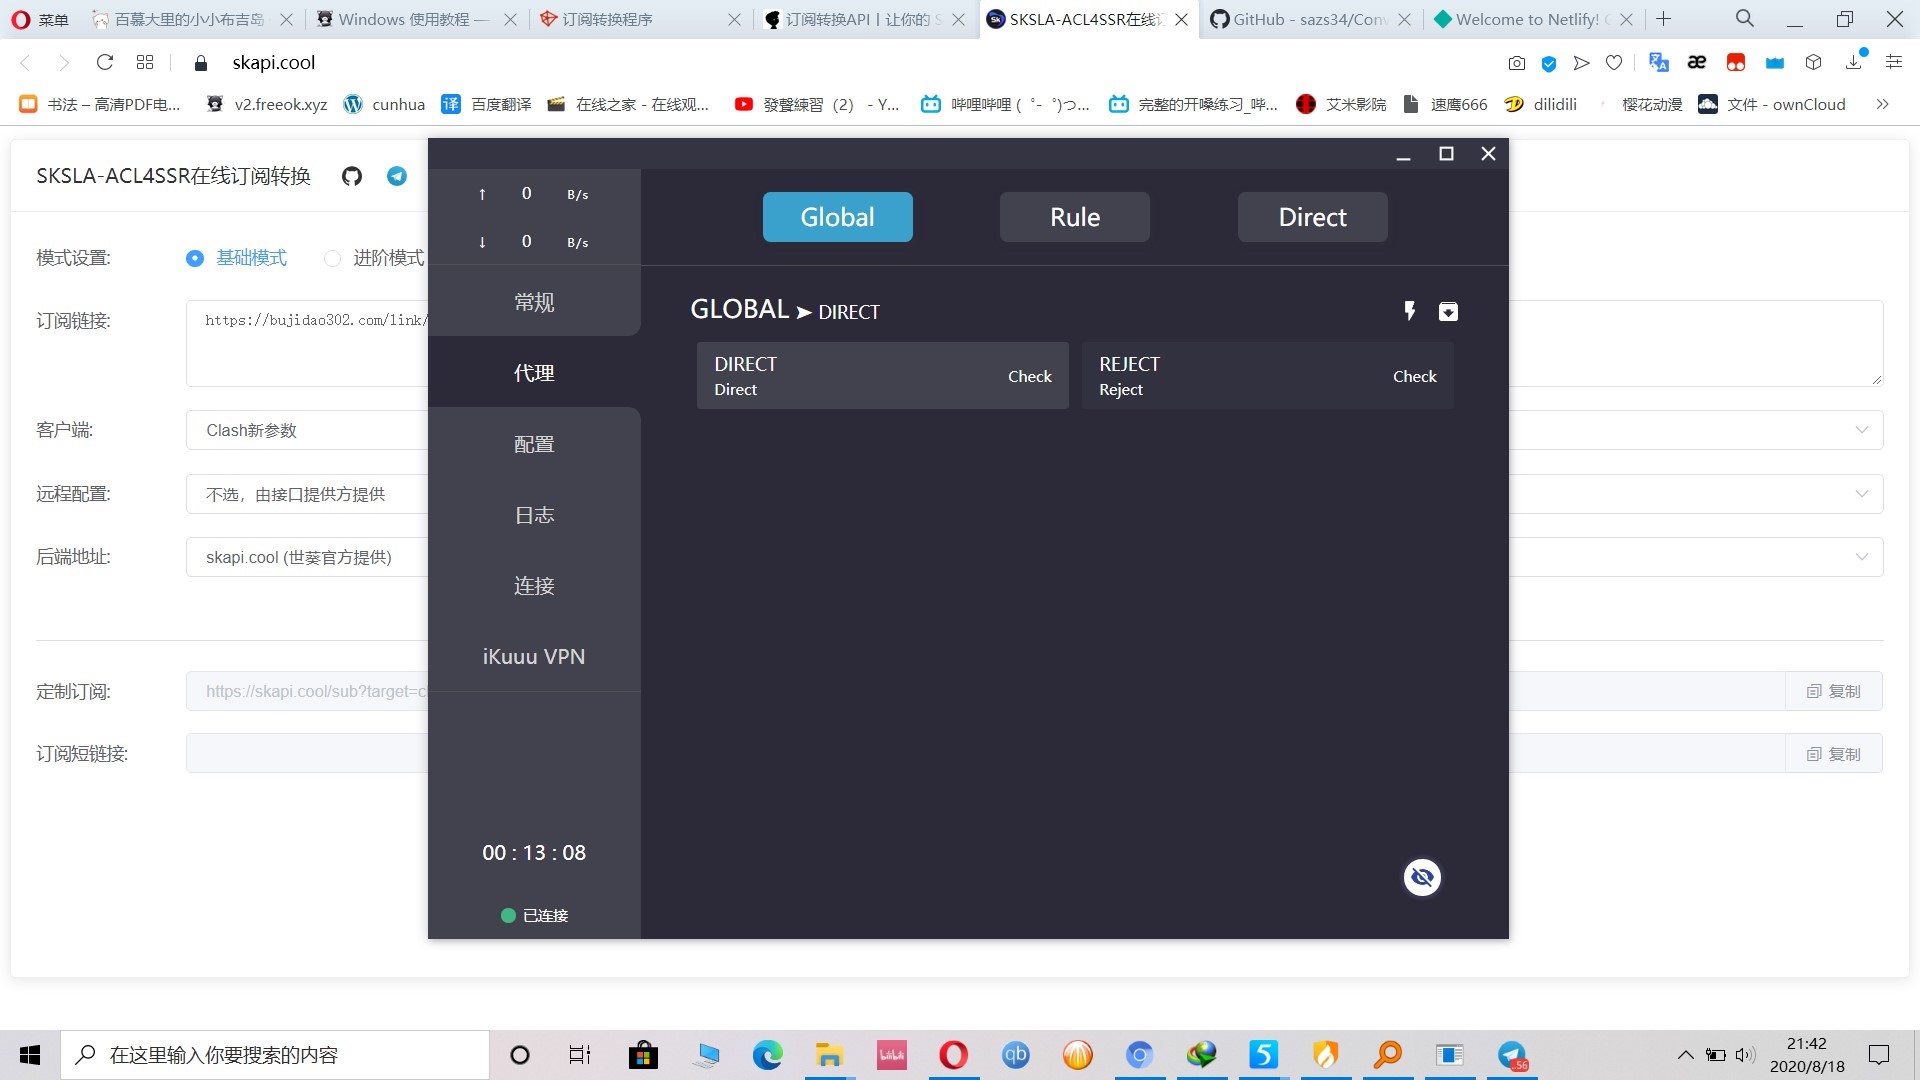 菜单
百慕大里的小小布吉岛
Windows 使用教程 —
订阅转换程序
订阅转换API丨让你的 S
SKSLA-ACL4SSR在线订
GitHub - sazs34/Conv
Welcome to Netlify!
skapi.cool
书法 – 高清PDF电...
v2.freeok.xyz
cunhua
译 百度翻译
在线之家 - 在线观...
發聲練習（2） - Y...
哔哩哔哩 ( ゜- ゜)つ...
完整的开嗓练习_哔...
艾米影院
速鹰666
dilidili
樱花动漫
文件 - ownCloud
SKSLA-ACL4SSR在线订阅转换
模式设置:
基础模式
进阶模式
订阅链接:
https://bujidao302.com/link/
客户端:
Clash新参数
远程配置:
不选，由接口提供方提供
后端地址:
skapi.cool (世葵官方提供)
定制订阅:
https://skapi.cool/sub?target=c
复制
订阅短链接:
复制
↑ 0 B/s
↓ 0 B/s
常规
代理
配置
日志
连接
iKuuu VPN
00 : 13 : 08
已连接
Global
Rule
Direct
GLOBAL ➤ DIRECT
DIRECT
Direct
Check
REJECT
Reject
Check
在这里输入你要搜索的内容
bilibili
qb
5
..56
21:42
2020/8/18